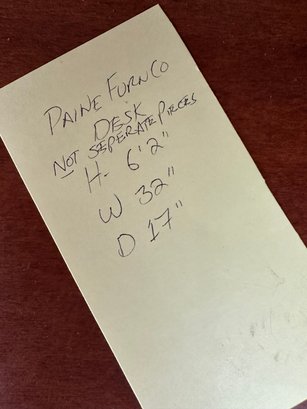 PAINE FURN CO
DESK
NOT SEPERATE PIECES
H- 6'2"
W 32"
D 17"